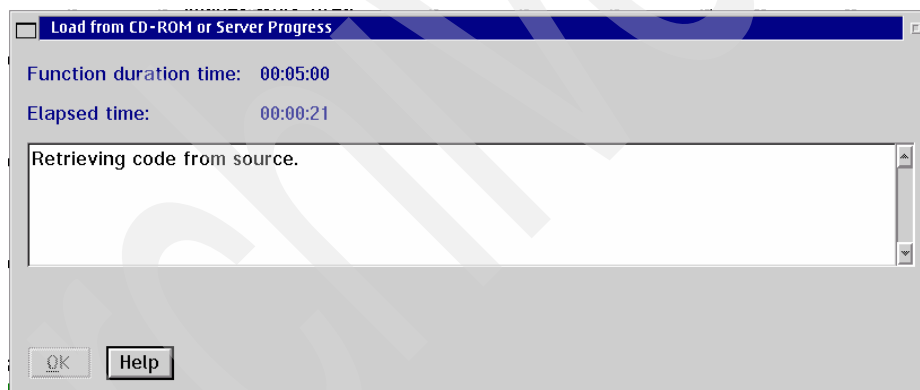 Load from CD-ROM or Server Progress
Function duration time: 00:05:00
Elapsed time: 00:00:21
Retrieving code from source.
OK Help